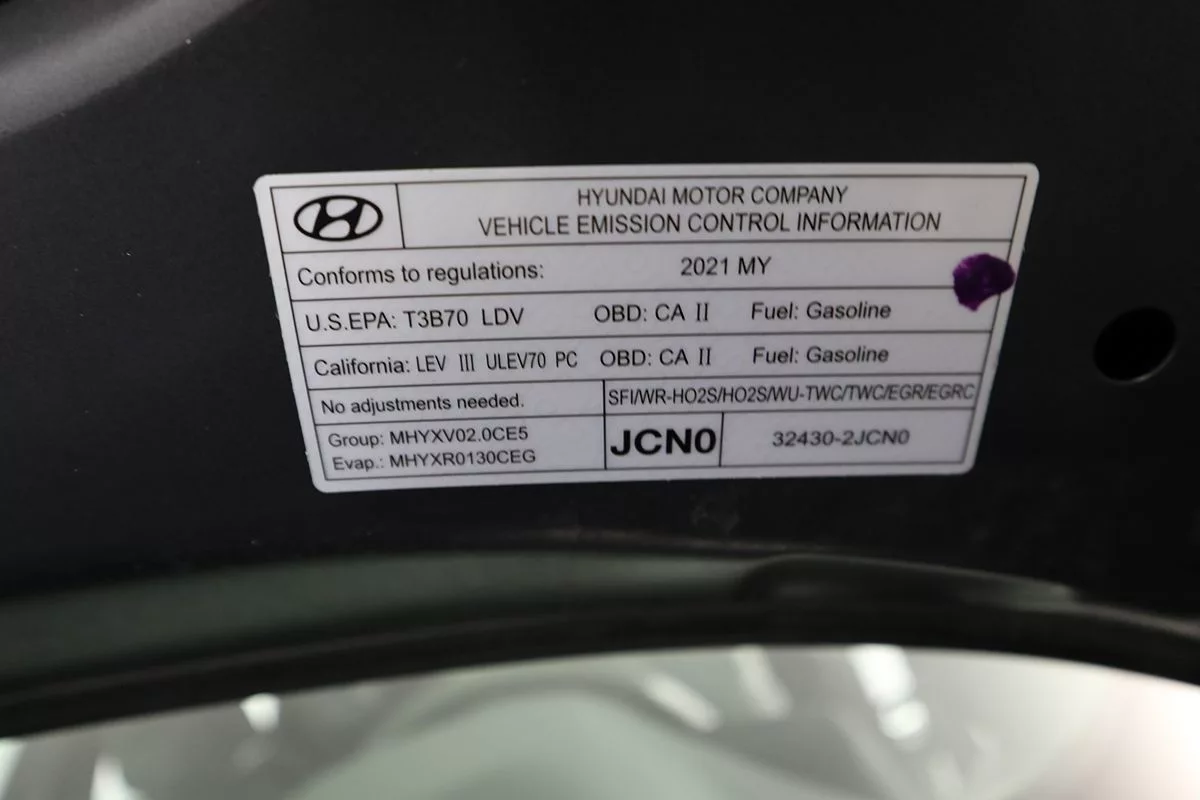 HYUNDAI MOTOR COMPANY
VEHICLE EMISSION CONTROL INFORMATION
Conforms to regulations: 2021 MY
U.S.EPA: T3B70 LDV OBD: CA II Fuel: Gasoline
California: LEV III ULEV70 PC OBD: CA II Fuel: Gasoline
No adjustments needed. SFI/WR-HO2S/HO2S/WU-TWC/TWC/EGR/EGRC
Group: MHYXV02.0CE5
Evap.: MHYXR0130CEG
JCN0 32430-2JCN0